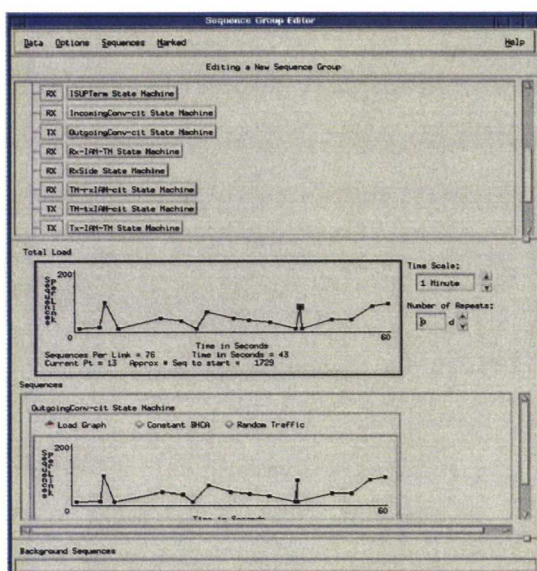 Sequence Group Editor
Data Options Sequences Marked Help
Editing a New Sequence Group
RX ISUPTerm State Machine
RX IncomingConv-cit State Machine
TX OutgoingConv-cit State Machine
RX Rx-IAM-TM State Machine
RX RxSide State Machine
RX TM-rxIAM-cit State Machine
TX TM-txIAM-cit State Machine
TX Tx-IAM-TM State Machine
Total Load
200
0
60
Time in Seconds
Sequences Per Link = 76 Time in Seconds = 43
Current Pt = 13 Approx # Seq to start = 1729
Time Scale:
1 Minute
Number of Repeats:
0 d
Sequences
OutgoingConv-cit State Machine
Load Graph Constant BHCA Random Traffic
200
0
60
Time in Seconds
Background Sequences